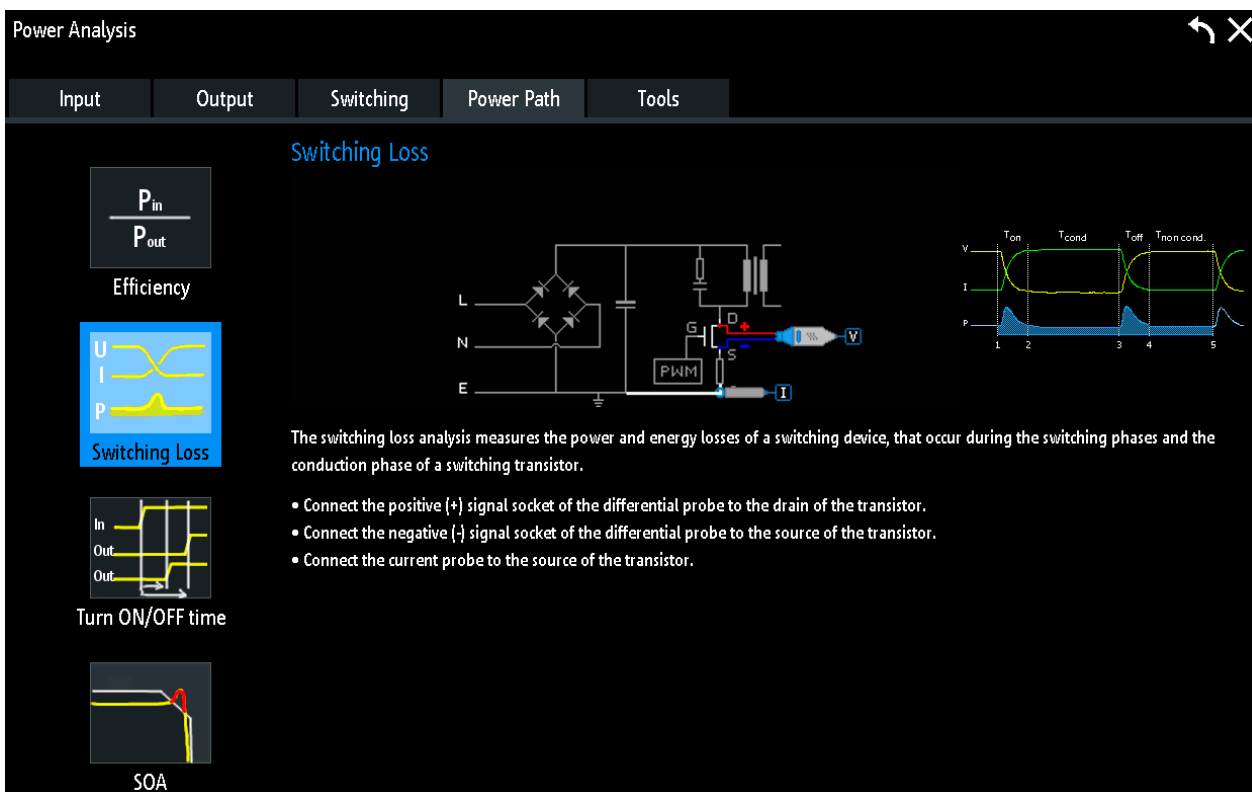 Power Analysis
Input Output Switching Power Path Tools
Switching Loss
Pin
Pout
Efficiency
U
I
P
Switching Loss
In
Out
Out
Turn ON/OFF time
SOA
L
N
E
G
D
+
-
S
PWM
V
I
Ton Tcond Toff Tnon cond.
V
I
P
1 2 3 4 5
The switching loss analysis measures the power and energy losses of a switching device, that occur during the switching phases and the
conduction phase of a switching transistor.
• Connect the positive (+) signal socket of the differential probe to the drain of the transistor.
• Connect the negative (-) signal socket of the differential probe to the source of the transistor.
• Connect the current probe to the source of the transistor.